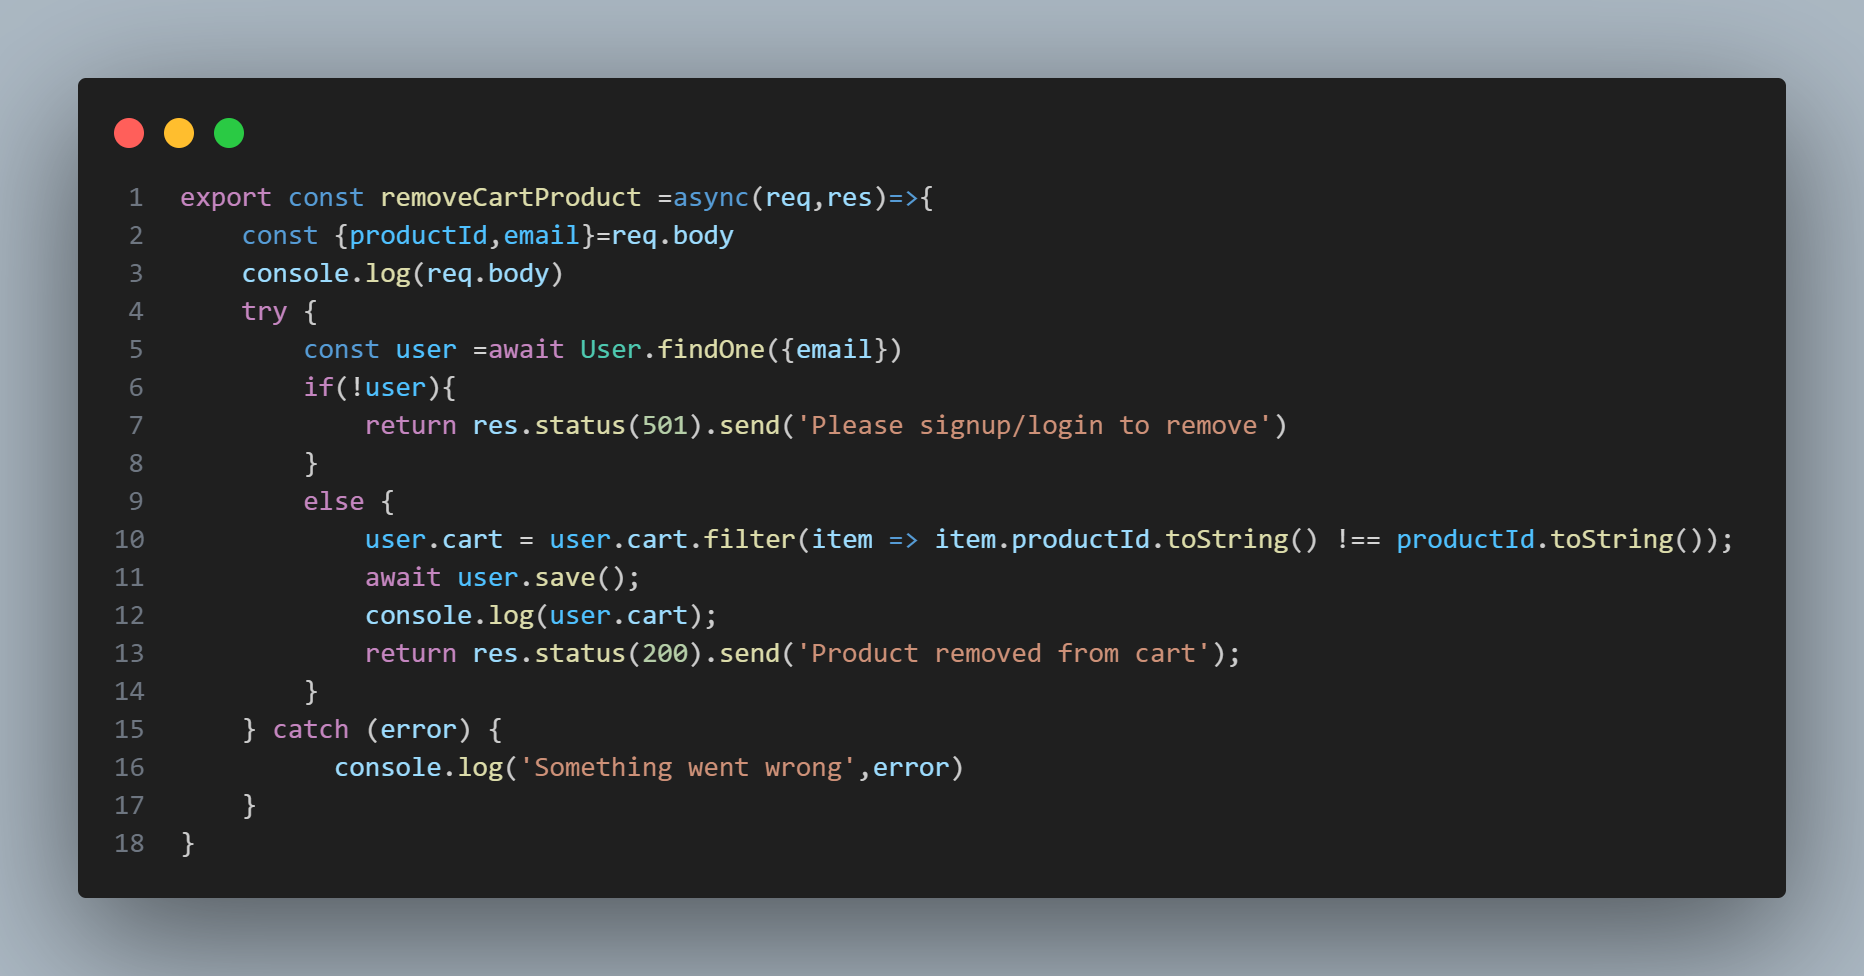 1 export const removeCartProduct =async(req,res)=>{
2     const {productId,email}=req.body
3     console.log(req.body)
4     try {
5         const user =await User.findOne({email})
6         if(!user){
7             return res.status(501).send('Please signup/login to remove')
8         }
9         else {
10             user.cart = user.cart.filter(item => item.productId.toString() !== productId.toString());
11             await user.save();
12             console.log(user.cart);
13             return res.status(200).send('Product removed from cart');
14         }
15     } catch (error) {
16           console.log('Something went wrong',error)
17     }
18 }